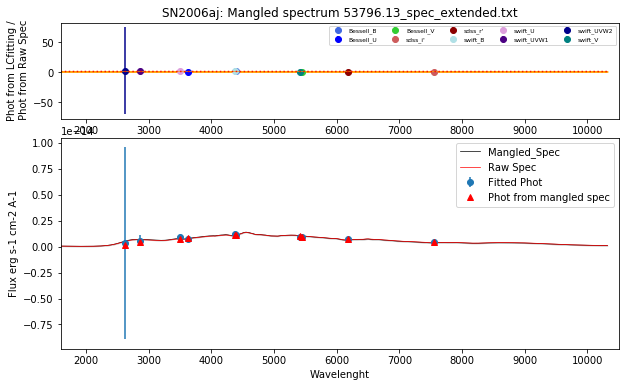 SN2006aj: Mangled spectrum 53796.13_spec_extended.txt
Phot from LCfitting /
Phot from Raw Spec
50
0
−50
Bessell_B
Bessell_U
Bessell_V
sdss_i'
sdss_r'
swift_B
swift_U
swift_UVW1
swift_UVW2
swift_V
2000 3000 4000 5000 6000 7000 8000 9000 10000
1e−14
Flux erg s-1 cm-2 A-1
1.00
0.75
0.50
0.25
0.00
−0.25
−0.50
−0.75
Mangled_Spec
Raw Spec
Fitted Phot
Phot from mangled spec
2000 3000 4000 5000 6000 7000 8000 9000 10000
Wavelenght